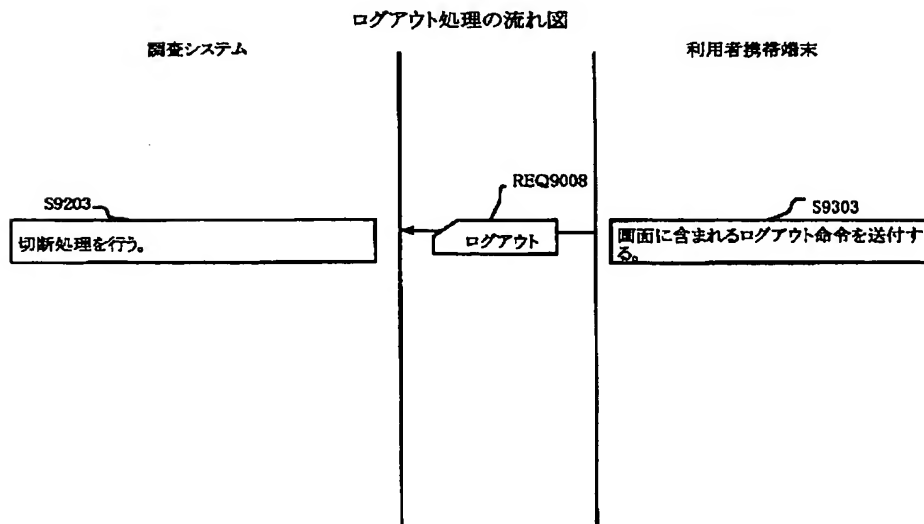 ログアウト処理の流れ図
調査システム
利用者携帯端末
REQ9008
S9203
S9303
切断処理を行う。
ログアウト
画面に含まれるログアウト命令を送付す
る。